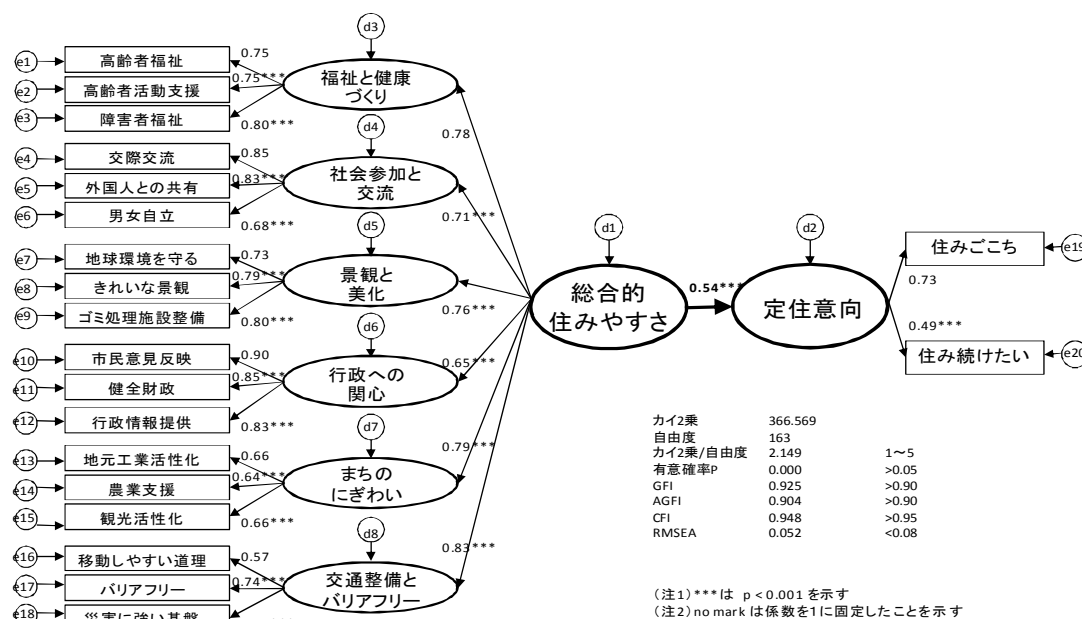 d3
e1
高齢者福祉
0.75
福祉と健康
づくり
e2
高齢者活動支援
0.75***
e3
障害者福祉
0.80***
0.78
d4
e4
交際交流
0.85
社会参加と
交流
e5
外国人との共有
0.83***
e6
男女自立
0.68***
0.71***
d5
e7
地球環境を守る
0.73
景観と
美化
e8
きれいな景観
0.79***
e9
ゴミ処理施設整備
0.80***
0.76***
d1
総合的
住みやすさ
0.54***
d2
定住意向
住みごこち
e19
0.73
0.49***
住み続けたい
e20
d6
e10
市民意見反映
0.90
行政への
関心
0.65***
e11
健全財政
0.85***
e12
行政情報提供
0.83***
d7
e13
地元工業活性化
0.66
まちの
にぎわい
0.79***
e14
農業支援
0.64***
e15
観光活性化
0.66***
d8
e16
移動しやすい道理
0.57
交通整備と
バリアフリー
0.83***
e17
バリアフリー
0.74***
e18
災害に強い基盤
カイ2乗 366.569
自由度 163
カイ2乗/自由度 2.149 1～5
有意確率P 0.000 >0.05
GFI 0.925 >0.90
AGFI 0.904 >0.90
CFI 0.948 >0.95
RMSEA 0.052 <0.08
(注1)***は p<0.001 を示す
(注2)no mark は係数を1に固定したことを示す